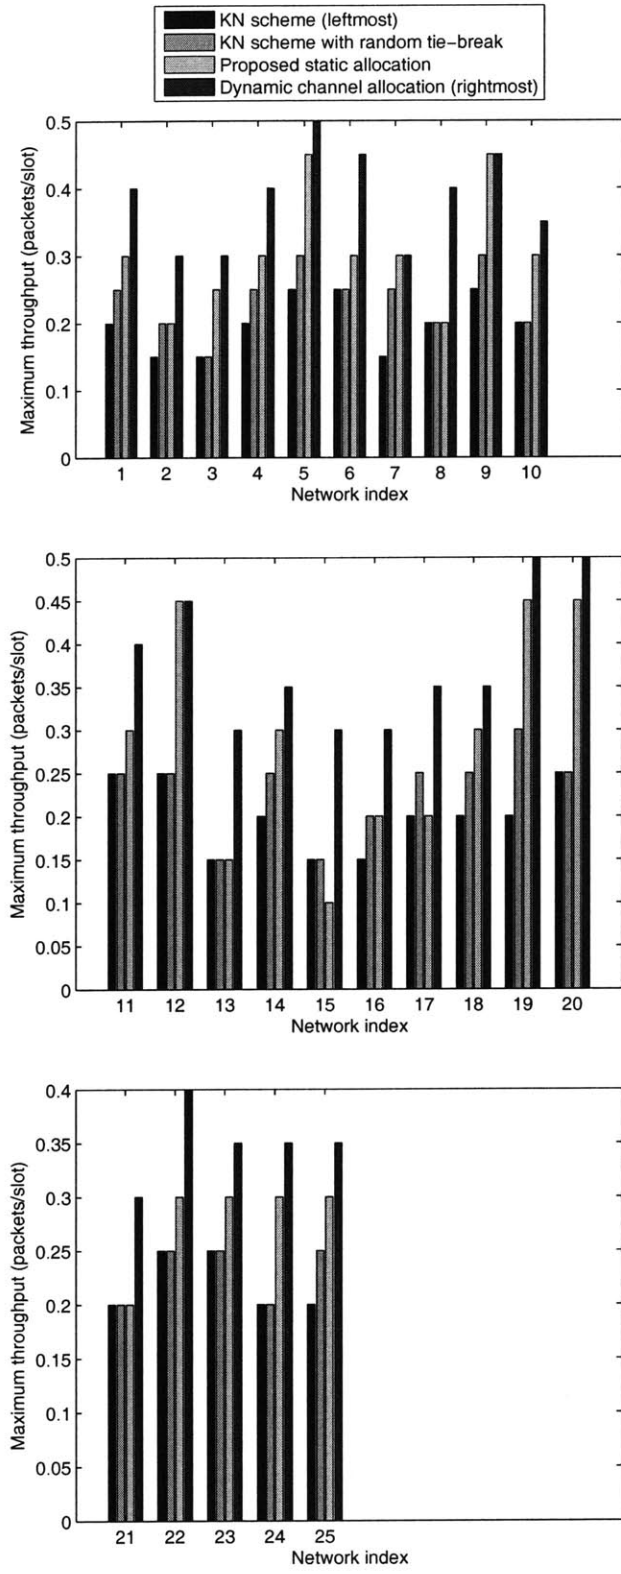 KN scheme (leftmost)
KN scheme with random tie-break
Proposed static allocation
Dynamic channel allocation (rightmost)
0.5
0.4
0.3
0.2
0.1
0
Maximum throughput (packets/slot)
1 2 3 4 5 6 7 8 9 10
Network index
0.5
0.45
0.4
0.35
0.3
0.25
0.2
0.15
0.1
0.05
0
Maximum throughput (packets/slot)
11 12 13 14 15 16 17 18 19 20
Network index
0.4
0.35
0.3
0.25
0.2
0.15
0.1
0.05
0
Maximum throughput (packets/slot)
21 22 23 24 25
Network index